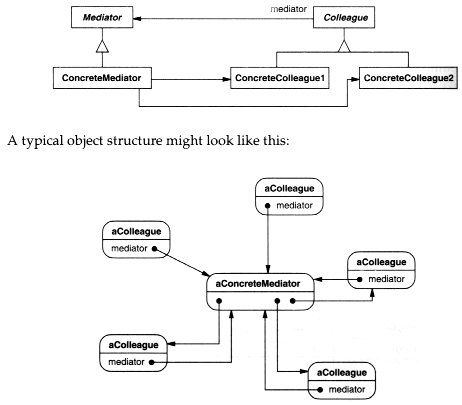 Mediator
mediator
Colleague
ConcreteMediator
ConcreteColleague1
ConcreteColleague2
A typical object structure might look like this:
aColleague
mediator
aColleague
mediator
aColleague
mediator
aConcreteMediator
aColleague
mediator
aColleague
mediator